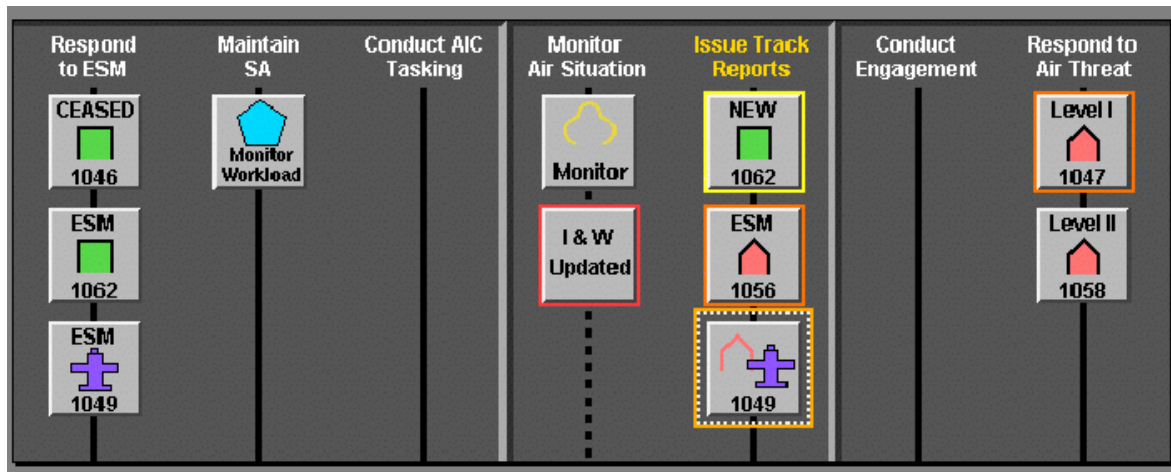 Respond
to ESM
Maintain
SA
Conduct AIC
Tasking
Monitor
Air Situation
Issue Track
Reports
Conduct
Engagement
Respond to
Air Threat
CEASED
1046
ESM
1062
ESM
1049
Monitor
Workload
Monitor
I & W
Updated
NEW
1062
ESM
1056
1049
Level I
1047
Level II
1058